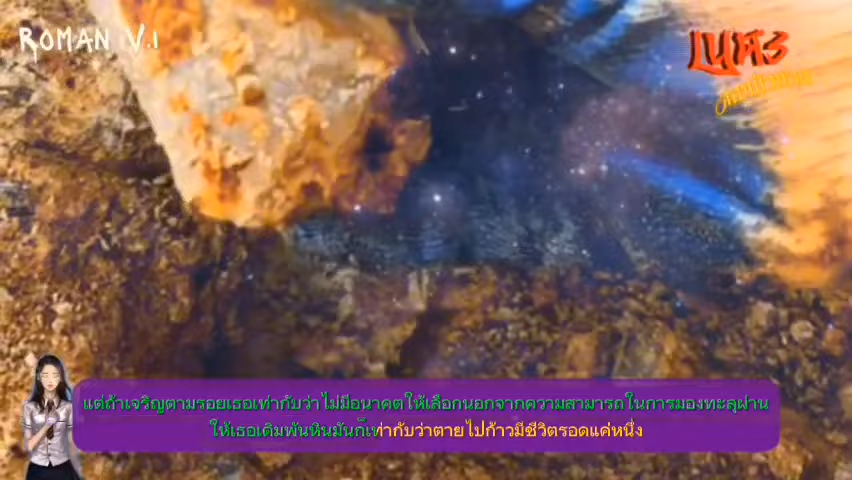 ROMAN V.1
แต่ถ้าเจริญตามรอยเธอเท่ากับว่าไม่มีอนาคตให้เลือกนอกจากความสามารถในการมองทะลุผ่าน
ให้เธอเดิมพันหินมันก็เท่ากับว่าตายไปก้าวมีชีวิตรอดแค่หนึ่ง